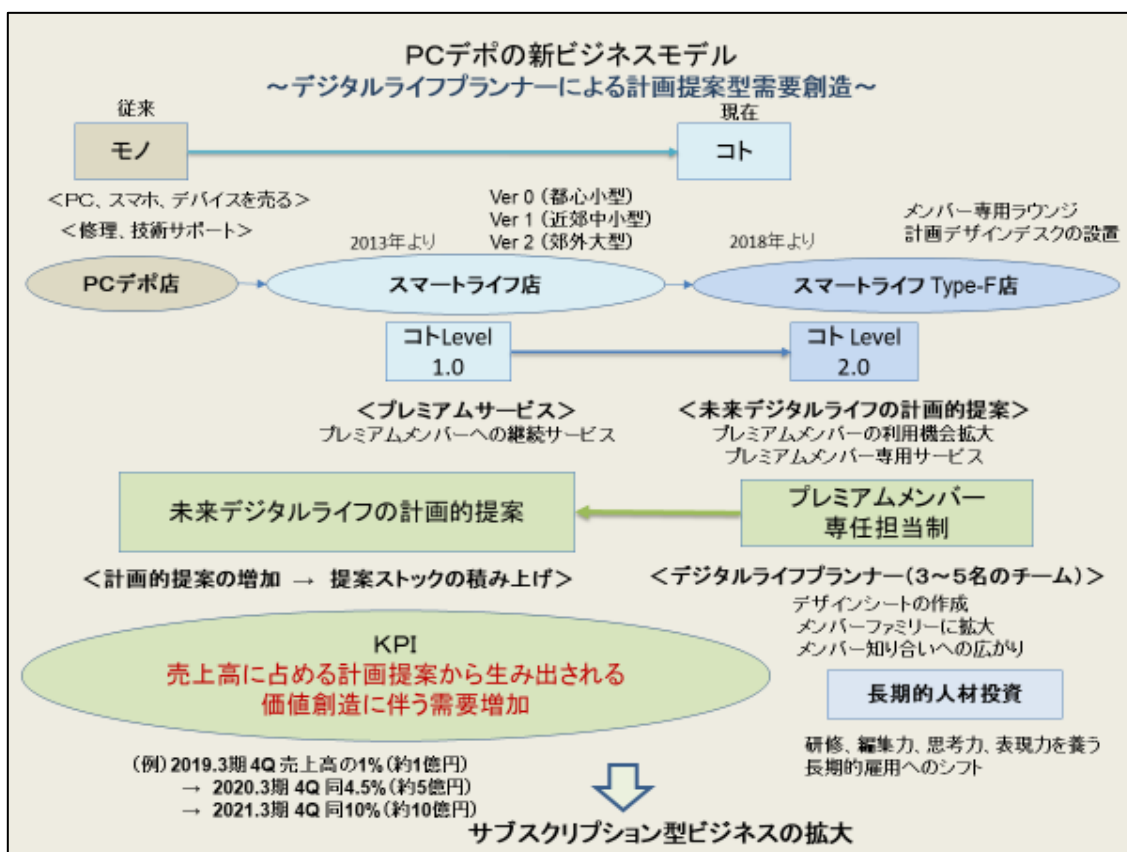 PCデポの新ビジネスモデル
～デジタルライフプランナーによる計画提案型需要創造～
従来
現在
モノ
コト
＜PC、スマホ、デバイスを売る＞
＜修理、技術サポート＞
Ver 0 （都心小型）
Ver 1 （近郊中小型）
Ver 2 （郊外大型）
メンバー専用ラウンジ
計画デザインデスクの設置
2013年より
2018年より
PCデポ店
スマートライフ店
スマートライフ Type-F店
コトLevel
1.0
コト Level
2.0
＜プレミアムサービス＞
プレミアムメンバーへの継続サービス
＜未来デジタルライフの計画的提案＞
プレミアムメンバーの利用機会拡大
プレミアムメンバー専用サービス
未来デジタルライフの計画的提案
プレミアムメンバー
専任担当制
＜計画的提案の増加 → 提案ストックの積み上げ＞
＜デジタルライフプランナー（3～5名のチーム）＞
デザインシートの作成
メンバーファミリーに拡大
メンバー知り合いへの広がり
KPI
売上高に占める計画提案から生み出される
価値創造に伴う需要増加
長期的人材投資
研修、編集力、思考力、表現力を養う
長期的雇用へのシフト
（例）2019.3期 4Q 売上高の1%（約1億円）
→ 2020.3期 4Q 同4.5%（約5億円）
→ 2021.3期 4Q 同10%（約10億円）
サブスクリプション型ビジネスの拡大